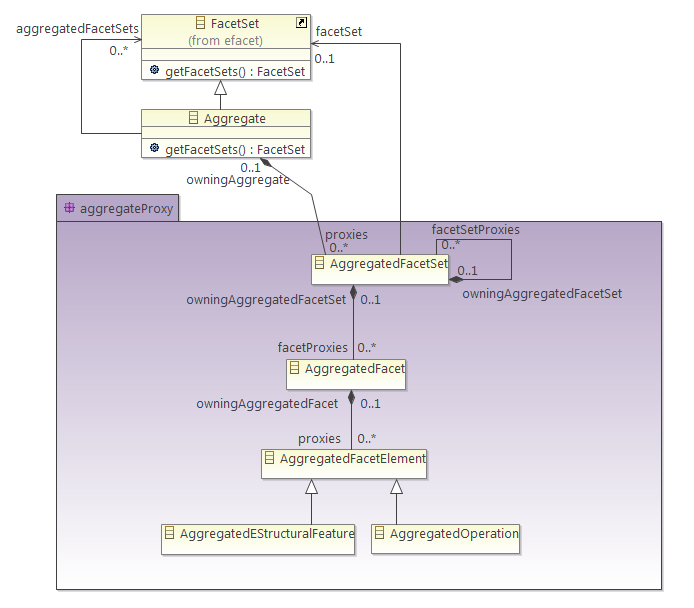 FacetSet
(from efacet)
getFacetSets() : FacetSet
aggregatedFacetSets
0..*
facetSet
0..1
Aggregate
getFacetSets() : FacetSet
0..1
owningAggregate
aggregateProxy
proxies
0..*
facetSetProxies
0..*
AggregatedFacetSet
0..1
owningAggregatedFacetSet
owningAggregatedFacetSet
0..1
facetProxies
0..*
AggregatedFacet
owningAggregatedFacet
0..1
proxies
0..*
AggregatedFacetElement
AggregatedEStructuralFeature
AggregatedOperation